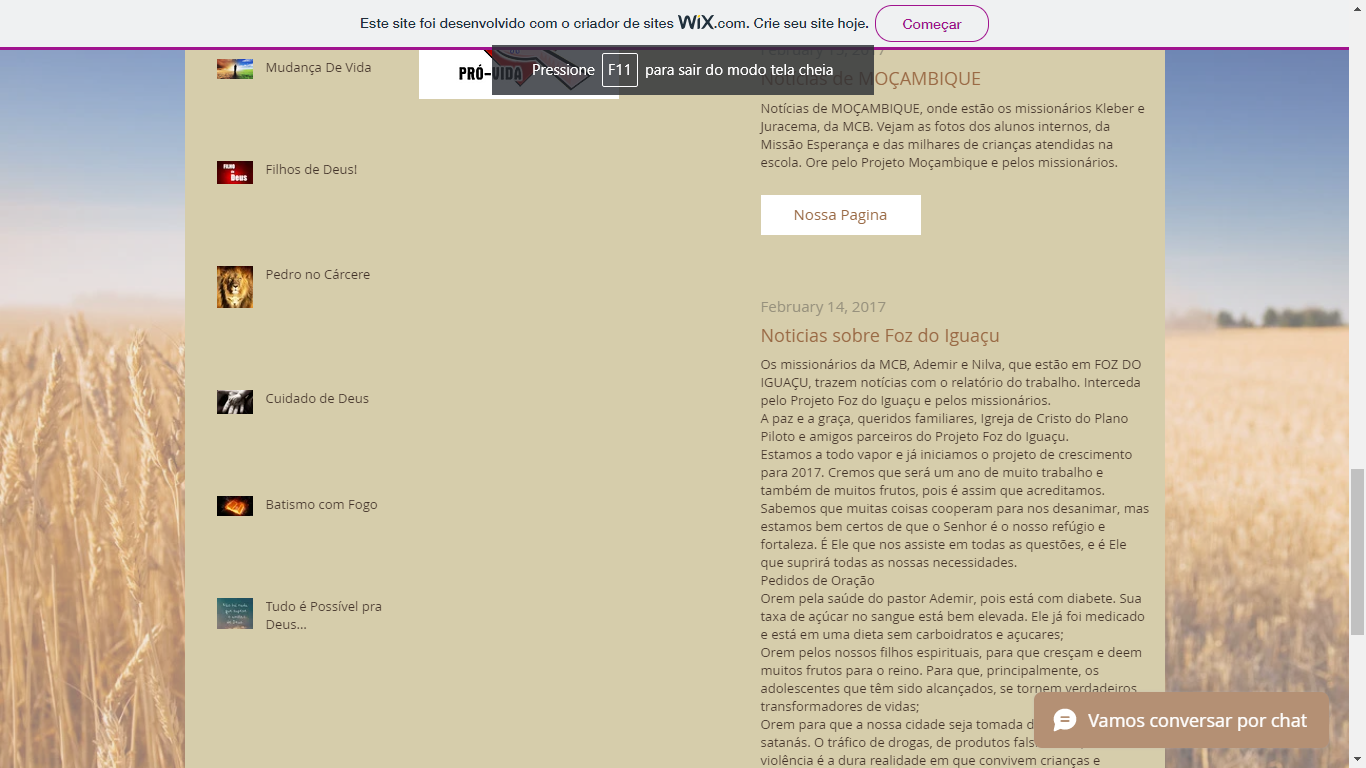 Este site foi desenvolvido com o criador de sites WiX.com. Crie seu site hoje.
Começar
Pressione F11 para sair do modo tela cheia
Mudança De Vida
Filhos de Deus!
Pedro no Cárcere
Cuidado de Deus
Batismo com Fogo
Tudo é Possível pra
Deus...
PRÓ-VIDA
Notícias de MOÇAMBIQUE
Notícias de MOÇAMBIQUE, onde estão os missionários Kleber e
Juracema, da MCB. Vejam as fotos dos alunos internos, da
Missão Esperança e das milhares de crianças atendidas na
escola. Ore pelo Projeto Moçambique e pelos missionários.
Nossa Pagina
February 14, 2017
Noticias sobre Foz do Iguaçu
Os missionários da MCB, Ademir e Nilva, que estão em FOZ DO
IGUAÇU, trazem notícias com o relatório do trabalho. Interceda
pelo Projeto Foz do Iguaçu e pelos missionários.
A paz e a graça, queridos familiares, Igreja de Cristo do Plano
Piloto e amigos parceiros do Projeto Foz do Iguaçu.
Estamos a todo vapor e já iniciamos o projeto de crescimento
para 2017. Cremos que será um ano de muito trabalho e
também de muitos frutos, pois é assim que acreditamos.
Sabemos que muitas coisas cooperam para nos desanimar, mas
estamos bem certos de que o Senhor é o nosso refúgio e
fortaleza. É Ele que nos assiste em todas as questões, e é Ele
que suprirá todas as nossas necessidades.
Pedidos de Oração
Orem pela saúde do pastor Ademir, pois está com diabete. Sua
taxa de açúcar no sangue está bem elevada. Ele já foi medicado
e está em uma dieta sem carboidratos e açucares;
Orem pelos nossos filhos espirituais, para que cresçam e deem
muitos frutos para o reino. Para que, principalmente, os
adolescentes que têm sido alcançados, se tornem verdadeiros
transformadores de vidas;
Orem para que a nossa cidade seja tomada
satanás. O tráfico de drogas, de produtos
violência é a dura realidade em que convivem crianças e
Vamos conversar por chat